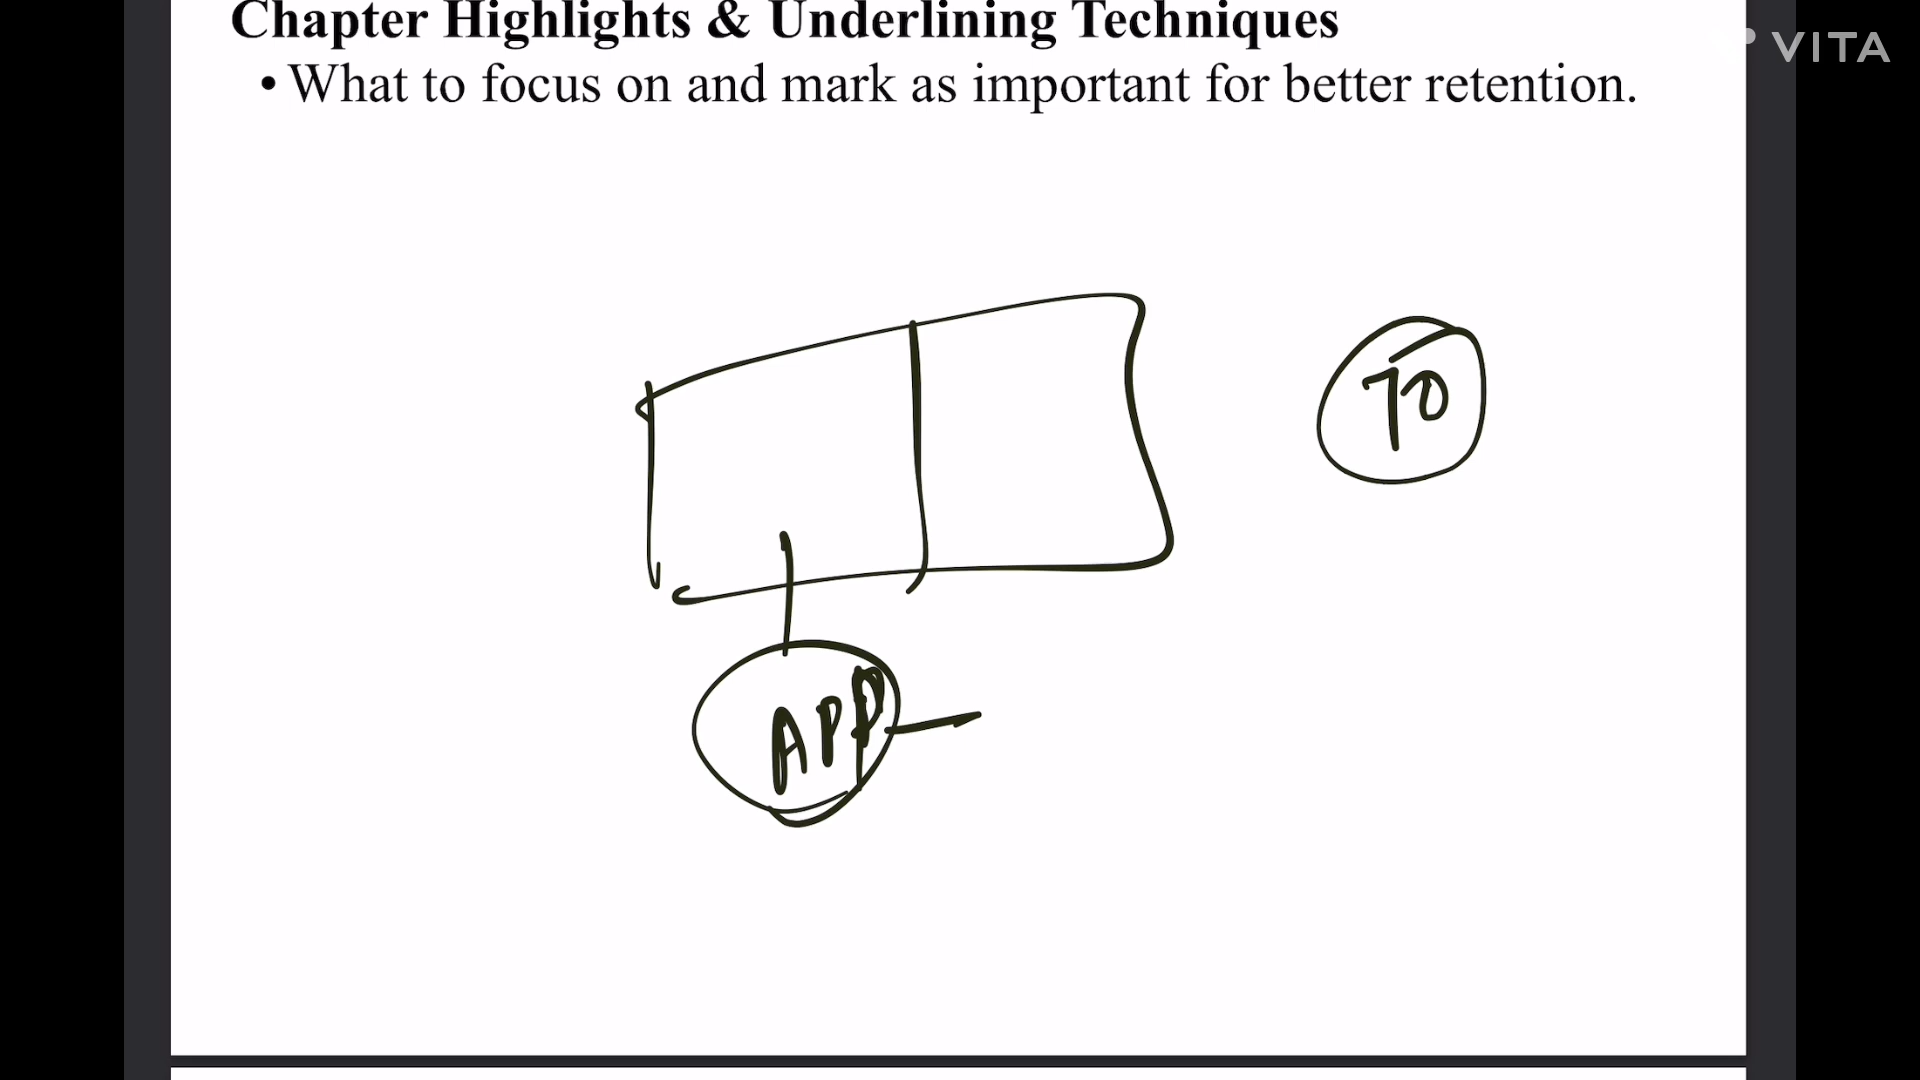 Chapter Highlights & Underlining Techniques
VITA
• What to focus on and mark as important for better retention.
TO
APP